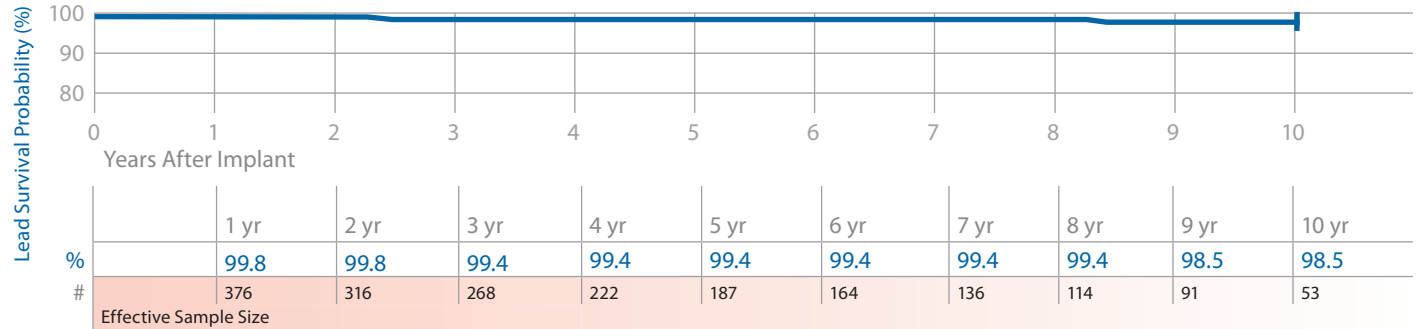 Lead Survival Probability (%)
100
90
80
0 1 2 3 4 5 6 7 8 9 10
Years After Implant
1 yr 2 yr 3 yr 4 yr 5 yr 6 yr 7 yr 8 yr 9 yr 10 yr
% 99.8 99.8 99.4 99.4 99.4 99.4 99.4 99.4 98.5 98.5
# 376 316 268 222 187 164 136 114 91 53
Effective Sample Size